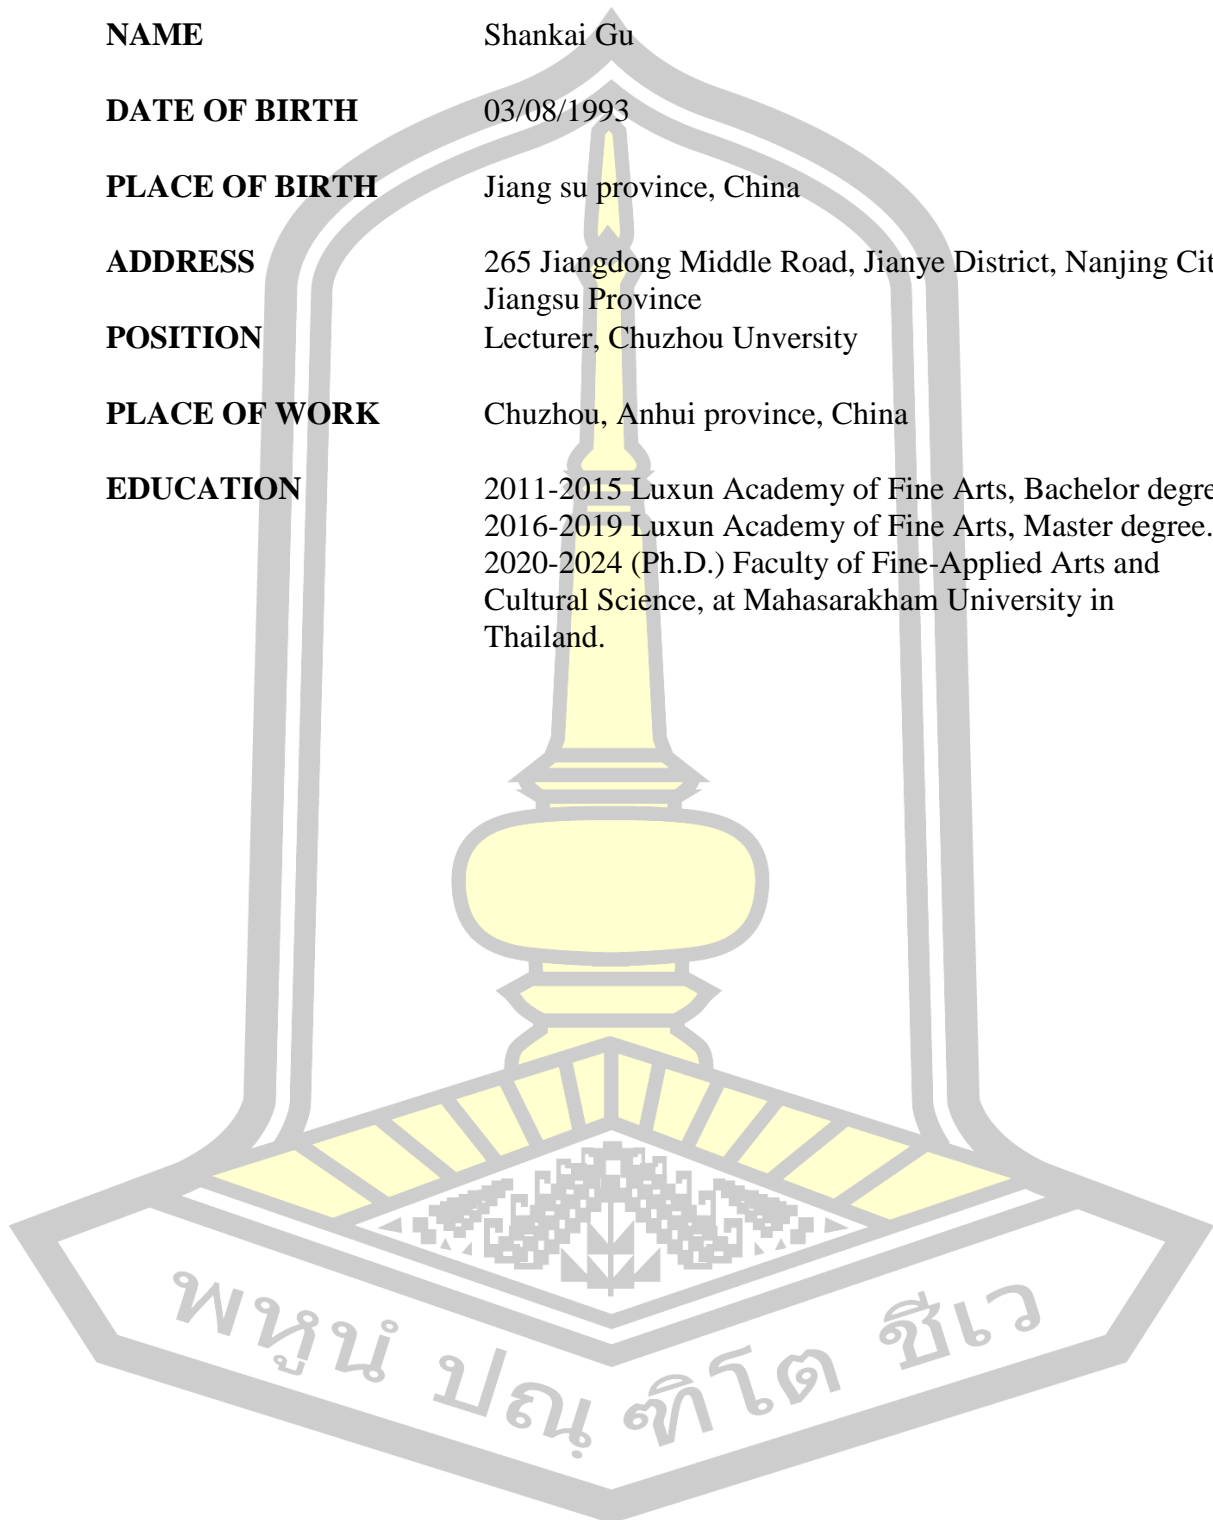 NAME Shankai Gu
DATE OF BIRTH 03/08/1993
PLACE OF BIRTH Jiang su province, China
ADDRESS 265 Jiangdong Middle Road, Jianye District, Nanjing Cit
Jiangsu Province
POSITION Lecturer, Chuzhou Unversity
PLACE OF WORK Chuzhou, Anhui province, China
EDUCATION 2011-2015 Luxun Academy of Fine Arts, Bachelor degre
2016-2019 Luxun Academy of Fine Arts, Master degree.
2020-2024 (Ph.D.) Faculty of Fine-Applied Arts and
Cultural Science, at Mahasarakham University in
Thailand.
พหูนํ ปณฺ ฑิโต ชีเว